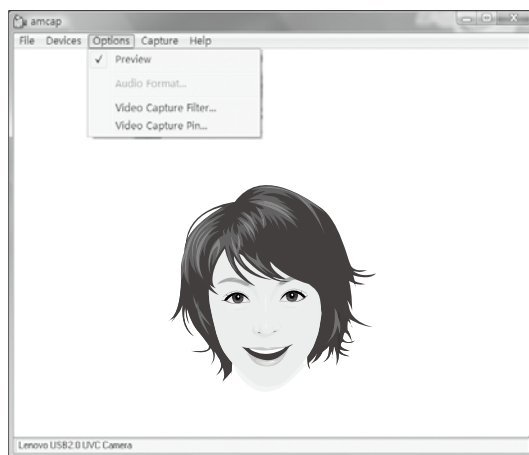 amcap
File Devices Options Capture Help
✓ Preview
Audio Format...
Video Capture Filter...
Video Capture Pin...
Lenovo USB2.0 UVC Camera